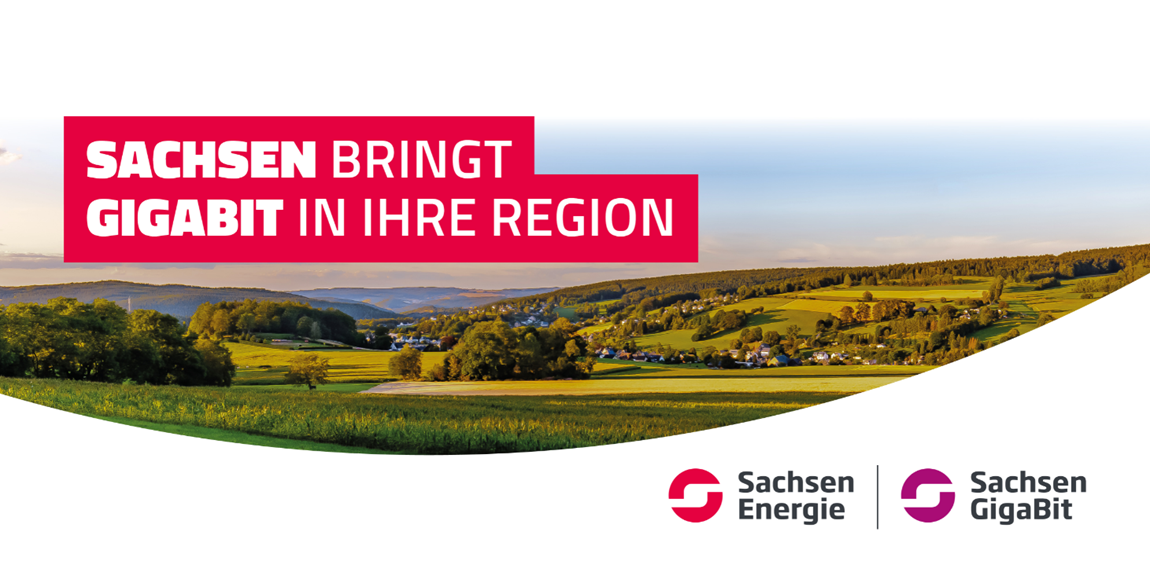 SACHSEN BRINGT
GIGABIT IN IHRE REGION
Sachsen
Energie
Sachsen
GigaBit